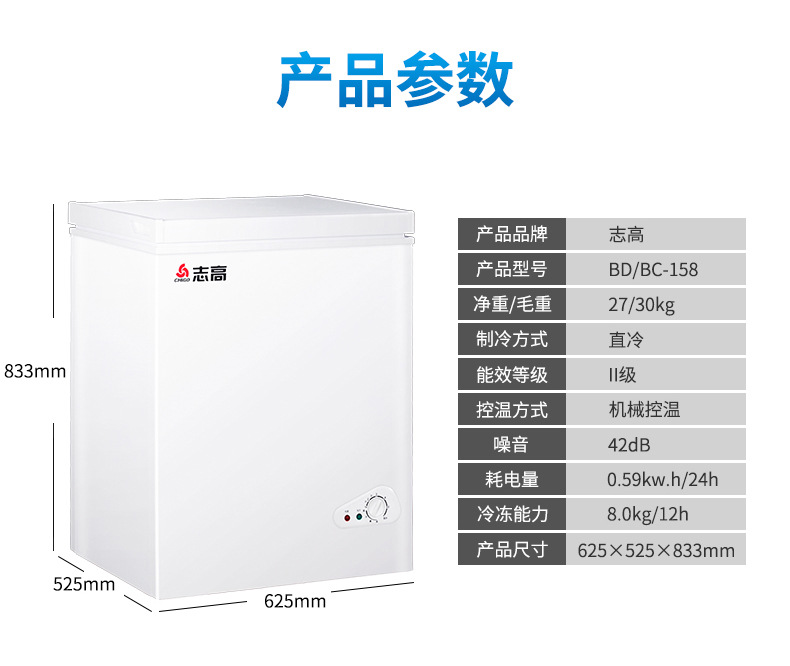 产品参数
CHIGO 志高
833mm
525mm
625mm
产品品牌 志高
产品型号 BD/BC-158
净重/毛重 27/30kg
制冷方式 直冷
能效等级 II级
控温方式 机械控温
噪音 42dB
耗电量 0.59kw.h/24h
冷冻能力 8.0kg/12h
产品尺寸 625×525×833mm